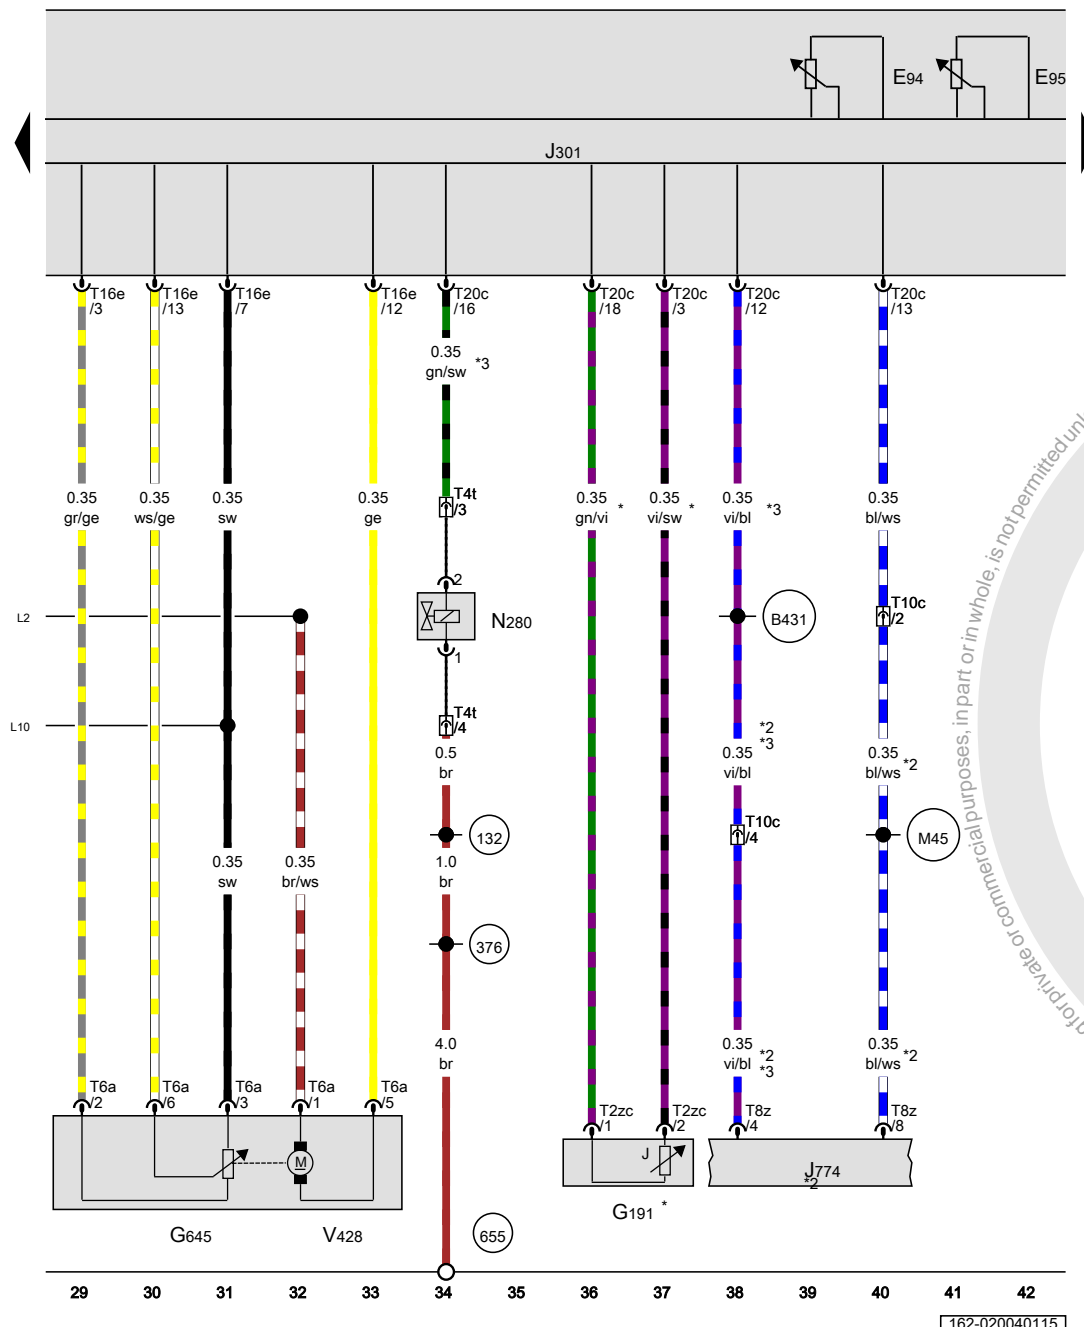 E94
E95
J301
T16e /3
T16e /13
T16e /7
T16e /12
T20c /16
T20c /18
T20c /3
T20c /12
T20c /13
0.35 gn/sw *3
0.35 gr/ge
0.35 ws/ge
0.35 sw
0.35 ge
T4t /3
0.35 gn/vi *
0.35 vi/sw *
0.35 vi/bl *3
0.35 bl/ws
2
L2
N280
B431
T10c /2
1
L10
T4t /4
0.5 br
*2
*3
0.35 vi/bl
0.35 bl/ws *2
132
T10c /4
M45
0.35 sw
0.35 br/ws
1.0 br
376
4.0 br
0.35 vi/bl *2 *3
0.35 bl/ws *2
T6a /2
T6a /6
T6a /3
T6a /1
T6a /5
T2zc /1
T2zc /2
T8z /4
T8z /8
M
J
J774
*2
G645
V428
G191 *
655
29 30 31 32 33 34 35 36 37 38 39 40 41 42
162-020040115
for private or commercial purposes, in part or in whole, is not permitted un